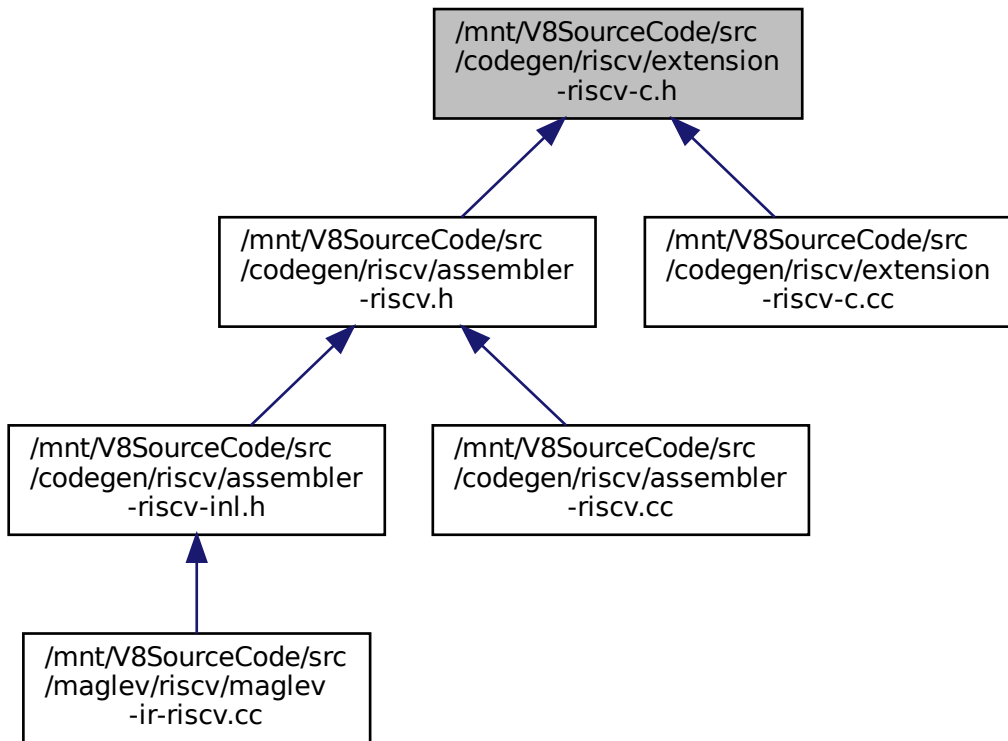 /mnt/V8SourceCode/src
/codegen/riscv/extension
-riscv-c.h
/mnt/V8SourceCode/src
/codegen/riscv/assembler
-riscv.h
/mnt/V8SourceCode/src
/codegen/riscv/extension
-riscv-c.cc
/mnt/V8SourceCode/src
/codegen/riscv/assembler
-riscv-inl.h
/mnt/V8SourceCode/src
/codegen/riscv/assembler
-riscv.cc
/mnt/V8SourceCode/src
/maglev/riscv/maglev
-ir-riscv.cc